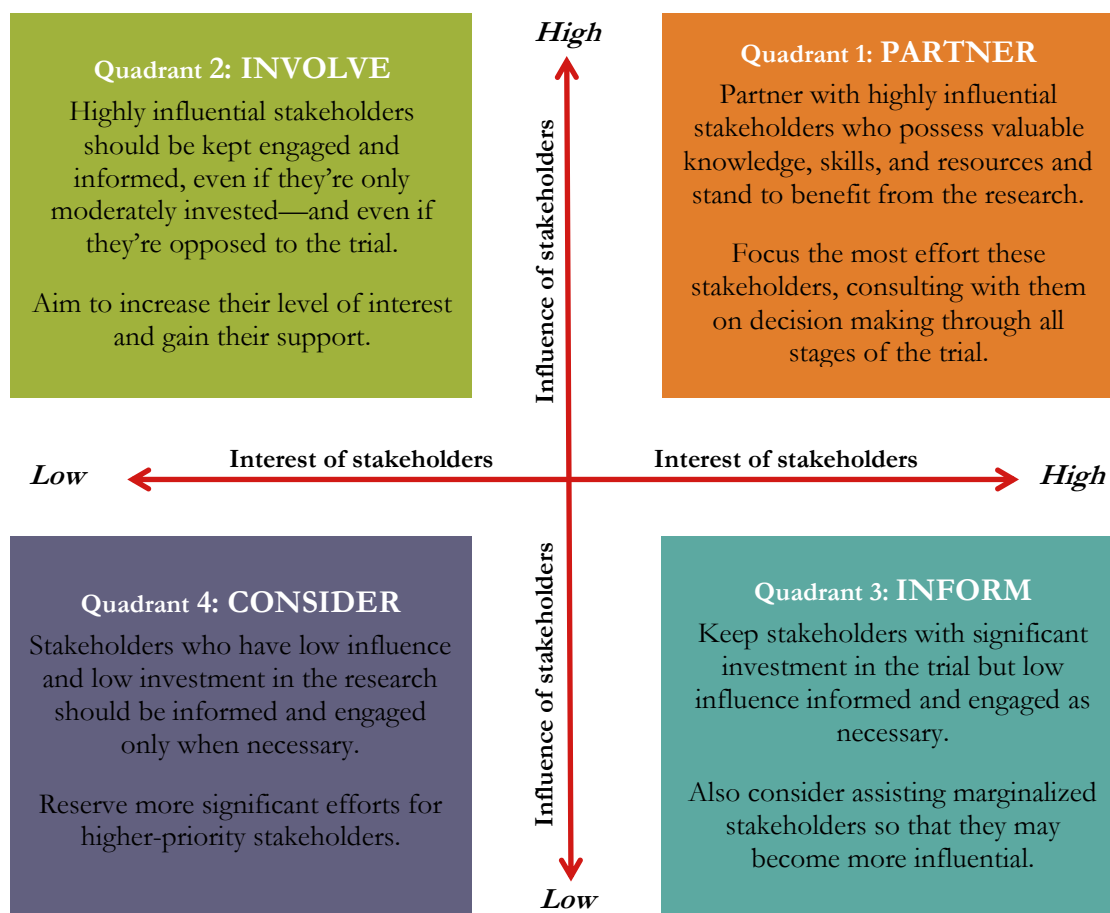 High
Quadrant 2: INVOLVE
Highly influential stakeholders
should be kept engaged and
informed, even if they’re only
moderately invested—and even if
they’re opposed to the trial.
Aim to increase their level of interest
and gain their support.
Influence of stakeholders
Quadrant 1: PARTNER
Partner with highly influential
stakeholders who possess valuable
knowledge, skills, and resources and
stand to benefit from the research.
Focus the most effort these
stakeholders, consulting with them
on decision making through all
stages of the trial.
Low
Interest of stakeholders
Interest of stakeholders
High
Quadrant 4: CONSIDER
Stakeholders who have low influence
and low investment in the research
should be informed and engaged
only when necessary.
Reserve more significant efforts for
higher-priority stakeholders.
Influence of stakeholders
Quadrant 3: INFORM
Keep stakeholders with significant
investment in the trial but low
influence informed and engaged as
necessary.
Also consider assisting marginalized
stakeholders so that they may
become more influential.
Low